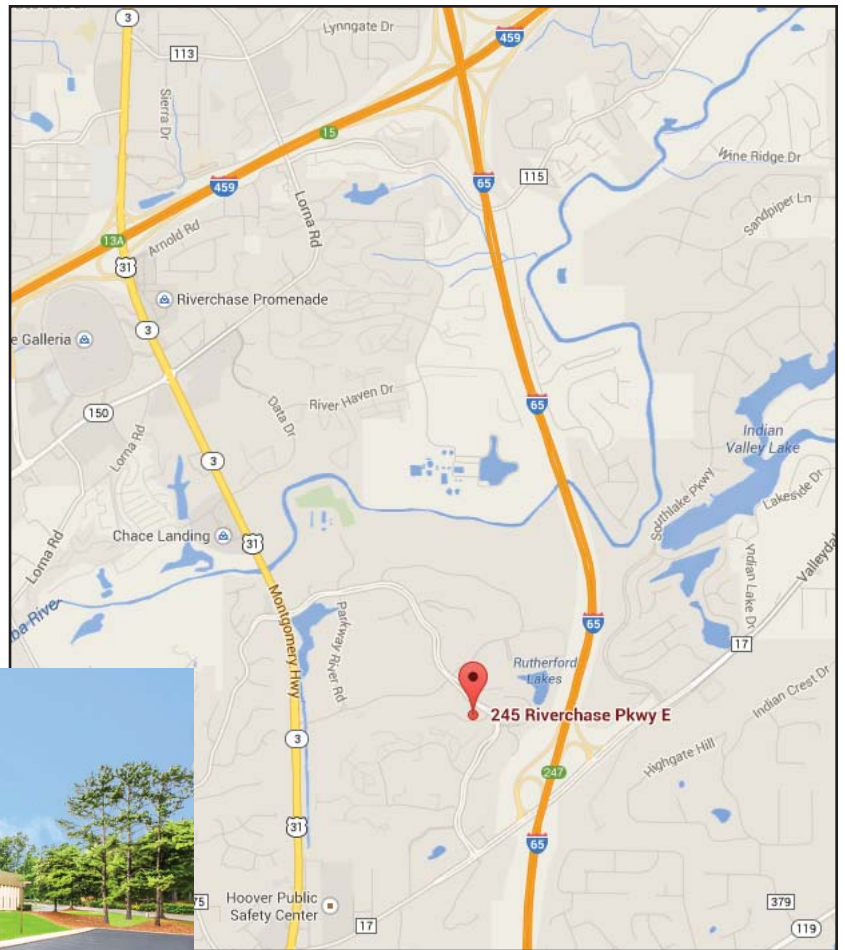 3
Lynngate Dr
459
113
Sierra Dr
15
459
65
115
Wine Ridge Dr
Sandpiper Ln
Lorna Rd
13A
Arnold Rd
31
Riverchase Promenade
3
e Galleria
150
Data Dr
River Haven Dr
65
Indian
Valley Lake
Lorna Rd
3
Southlake Pkwy
Lakeside Dr
Chace Landing
31
Lorna Rd
Indian Lake Dr
Valleydal
ba River
Montgomery Hwy
Parkway River Rd
65
17
Rutherford
Lakes
245 Riverchase Pkwy E
Indian Crest Dr
3
Highgate Hill
247
31
65
75
Hoover Public
Safety Center
17
379
119